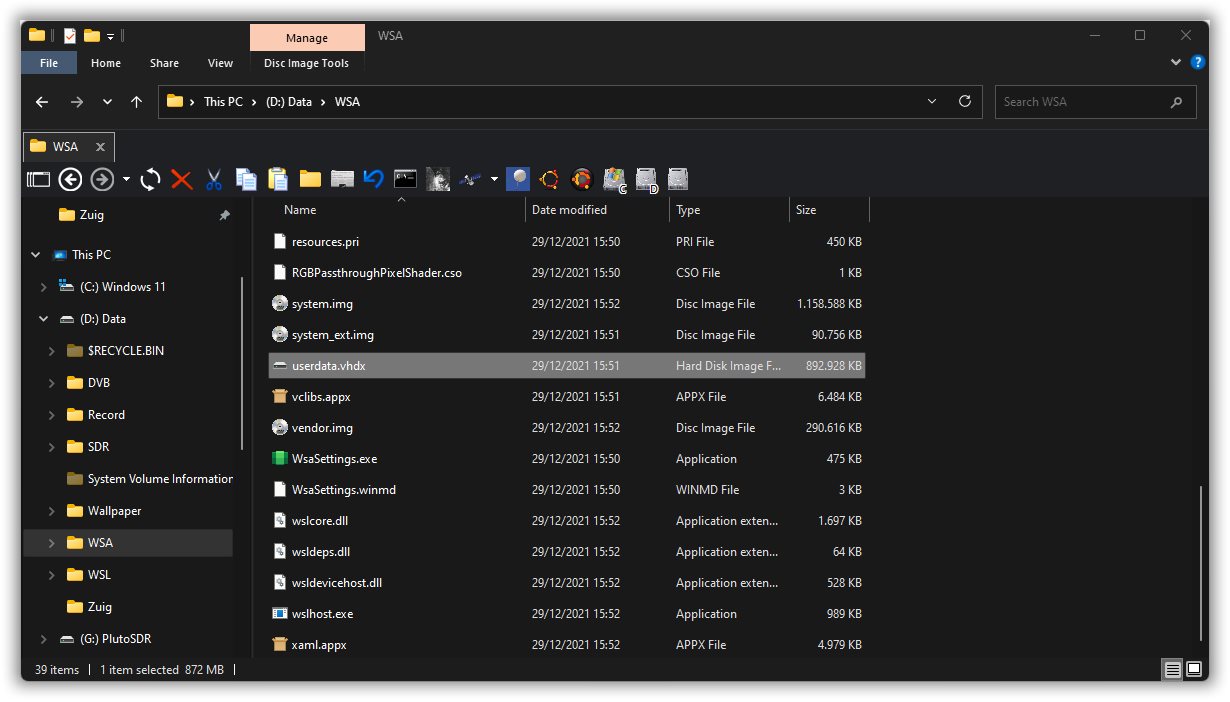 Manage WSA
File Home Share View Disc Image Tools
This PC (D:) Data WSA Search WSA
WSA
C D
Zuig
Name Date modified Type Size
resources.pri 29/12/2021 15:50 PRI File 450 KB
This PC
RGBPassthroughPixelShader.cso 29/12/2021 15:50 CSO File 1 KB
(C:) Windows 11
system.img 29/12/2021 15:52 Disc Image File 1.158.588 KB
(D:) Data
system_ext.img 29/12/2021 15:51 Disc Image File 90.756 KB
$RECYCLE.BIN
userdata.vhdx 29/12/2021 15:51 Hard Disk Image F... 892.928 KB
DVB
vclibs.appx 29/12/2021 15:51 APPX File 6.484 KB
Record
vendor.img 29/12/2021 15:52 Disc Image File 290.616 KB
SDR
WsaSettings.exe 29/12/2021 15:50 Application 475 KB
System Volume Information
WsaSettings.winmd 29/12/2021 15:50 WINMD File 3 KB
Wallpaper
wslcore.dll 29/12/2021 15:52 Application exten... 1.697 KB
WSA
wsldeps.dll 29/12/2021 15:52 Application exten... 64 KB
WSL
wsldevicehost.dll 29/12/2021 15:52 Application exten... 528 KB
Zuig
wslhost.exe 29/12/2021 15:52 Application 989 KB
(G:) PlutoSDR
xaml.appx 29/12/2021 15:52 APPX File 4.979 KB
39 items 1 item selected 872 MB